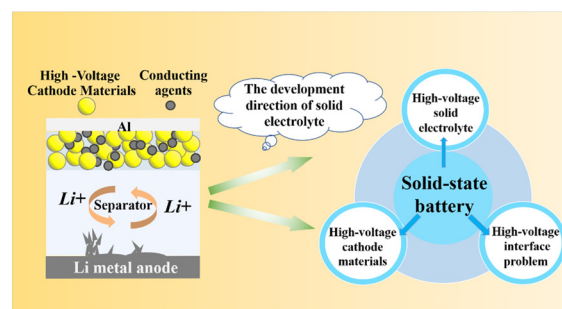 High -Voltage
Cathode Materials
Conducting
agents
Al
Li+
Separator
Li+
Li metal anode
The development
direction of solid
electrolyte
High-voltage
solid
electrolyte
Solid-state
battery
High-voltage
cathode
materials
High-voltage
interface
problem